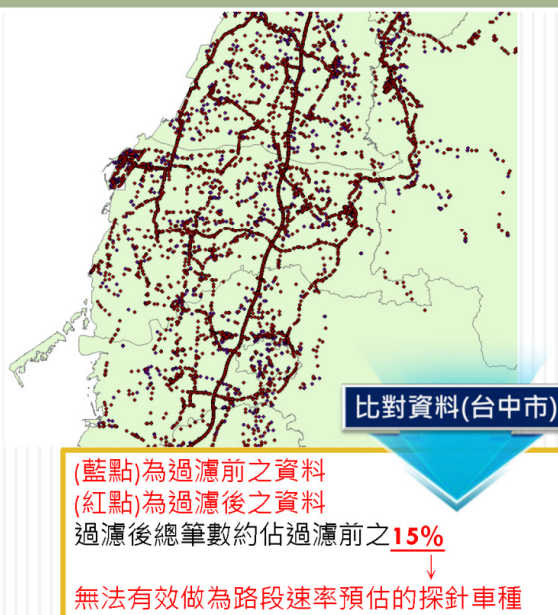 比對資料(台中市)
(藍點)為過濾前之資料
(紅點)為過濾後之資料
過濾後總筆數約佔過濾前之15%
無法有效做為路段速率預估的探針車種